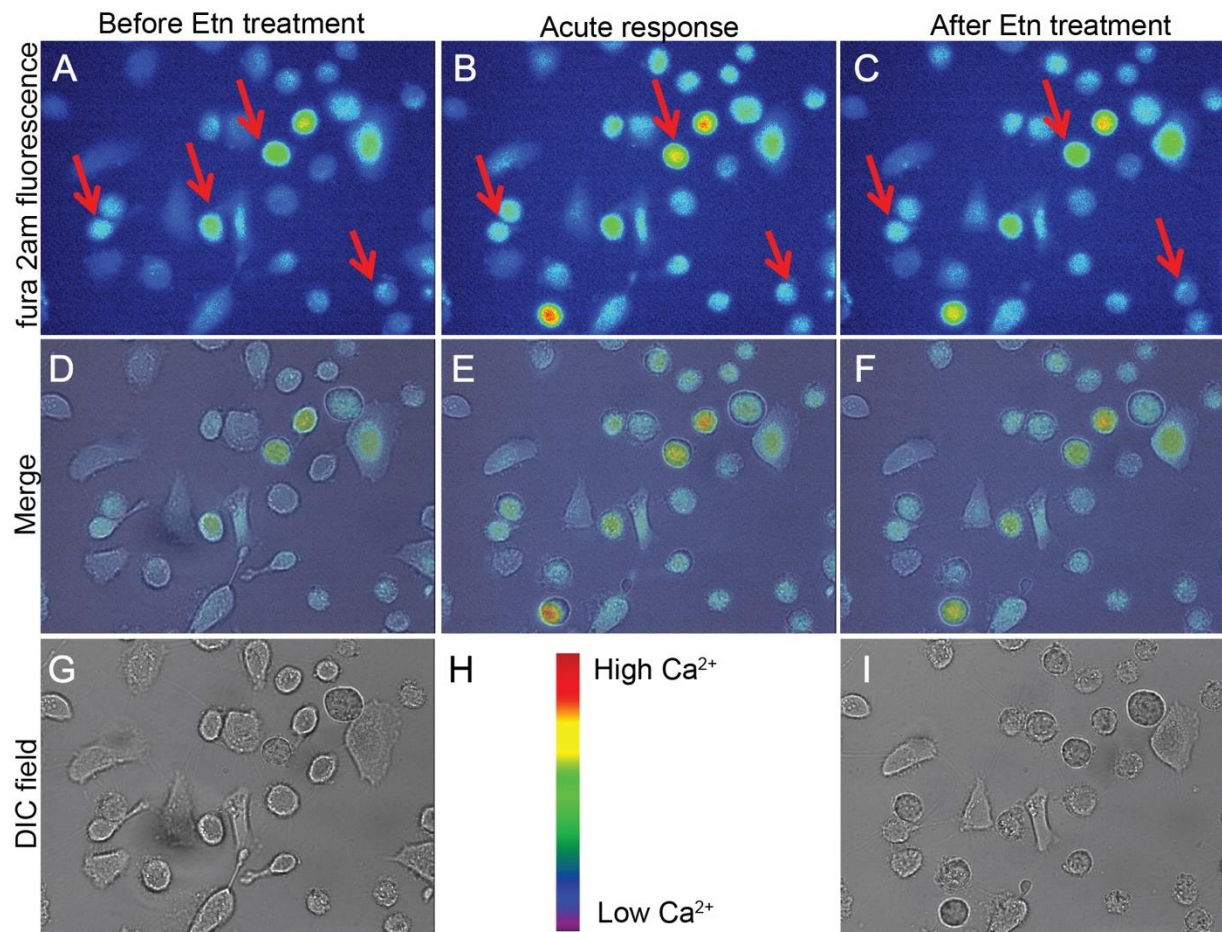 Before Etn treatment
Acute response
After Etn treatment
fura 2am fluorescence
A
B
C
Merge
D
E
F
DIC field
G
H
High Ca²⁺
Low Ca²⁺
I